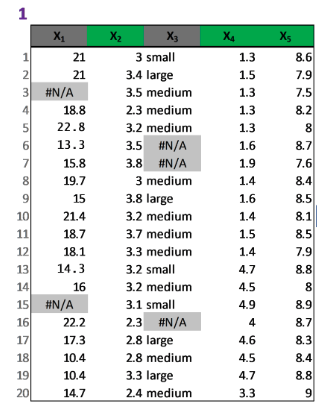 1
X₁ X₂ X₃ X₄ X₅
1 21 3 small 1.3 8.6
2 21 3.4 large 1.5 7.9
3 #N/A 3.5 medium 1.3 7.5
4 18.8 2.3 medium 1.3 8.2
5 22.8 3.2 medium 1.3 8
6 13.3 3.5 #N/A 1.6 8.7
7 15.8 3.8 #N/A 1.9 7.6
8 19.7 3 medium 1.4 8.4
9 15 3.8 large 1.6 8.5
10 21.4 3.2 medium 1.4 8.1
11 18.7 3.7 medium 1.5 8.5
12 18.1 3.3 medium 1.4 7.9
13 14.3 3.2 small 4.7 8.8
14 16 3.2 medium 4.5 8
15 #N/A 3.1 small 4.9 8.9
16 22.2 2.3 #N/A 4 8.7
17 17.3 2.8 large 4.6 8.3
18 10.4 2.8 medium 4.5 8.4
19 10.4 3.3 large 4.7 8.8
20 14.7 2.4 medium 3.3 9